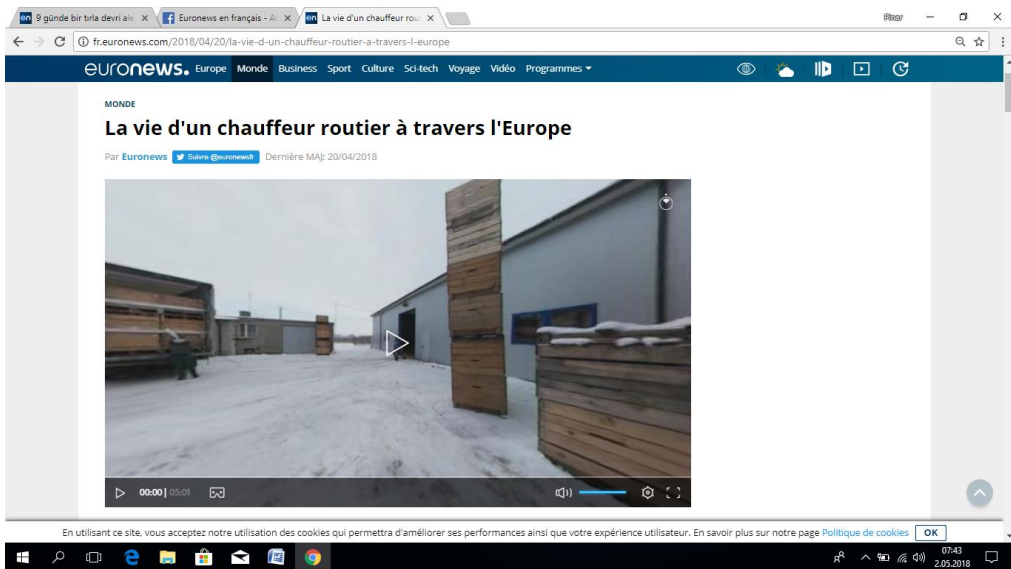 9 günde bir tırla devri ale
Euronews en français - A
La vie d'un chauffeur rou
Pınar
fr.euronews.com/2018/04/20/la-vie-d-un-chauffeur-routier-a-travers-l-europe
euronews. Europe Monde Business Sport Culture Sci-tech Voyage Vidéo Programmes
MONDE
La vie d'un chauffeur routier à travers l'Europe
Par Euronews Suivre @euronewsfr Dernière MAJ: 20/04/2018
00:00 | 05:01
En utilisant ce site, vous acceptez notre utilisation des cookies qui permettra d'améliorer ses performances ainsi que votre expérience utilisateur. En savoir plus sur notre page Politique de cookies OK
07:43
2.05.2018